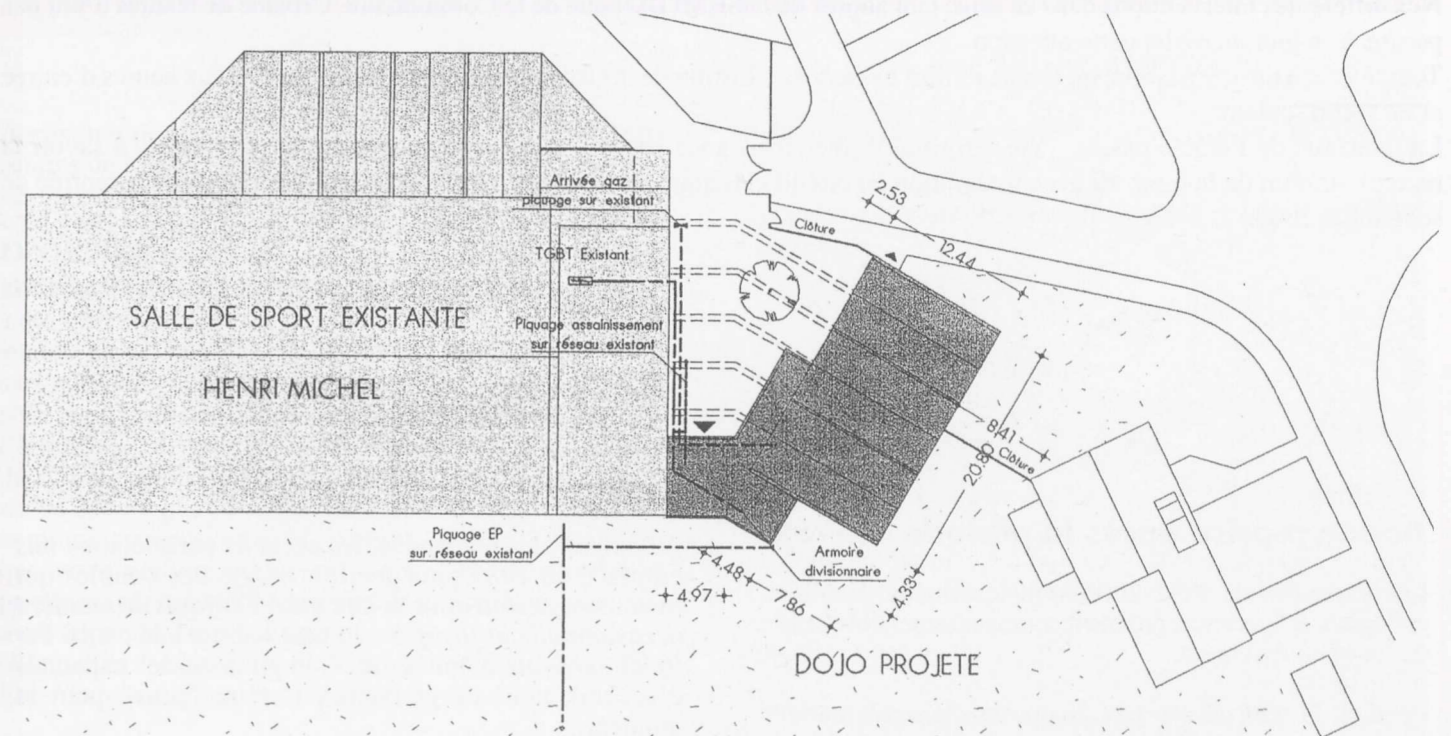 Arrivée gaz
piquage sur existant
2.53
Clôture
12.44
TGBT Existant
SALLE DE SPORT EXISTANTE
Piquage assainissement
sur réseau existant
HENRI MICHEL
8.41
Clôture
20.80
Piquage EP
sur réseau existant
Armoire
divisionnaire
4.48
4.97
7.86
4.33
DOJO PROJETE